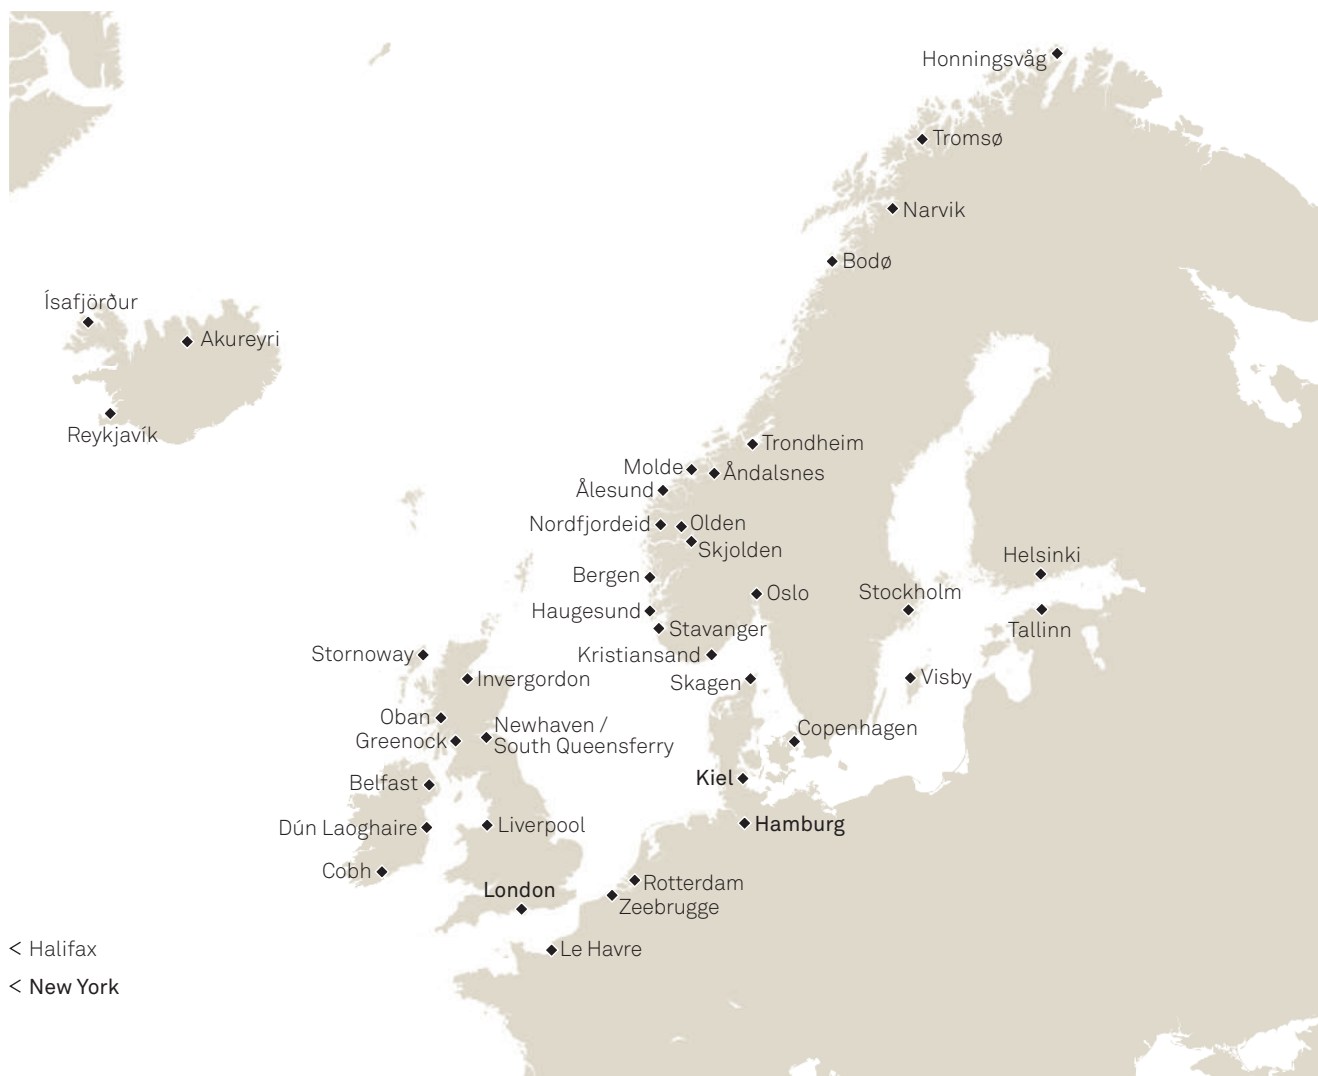 Honningsvåg
Tromsø
Narvik
Bodø
Ísafjörður
Akureyri
Reykjavík
Trondheim
Molde
Åndalsnes
Ålesund
Nordfjordeid
Olden
Skjolden
Helsinki
Bergen
Oslo
Stockholm
Haugesund
Stavanger
Tallinn
Stornoway
Kristiansand
Invergordon
Skagen
Visby
Oban
Newhaven /
South Queensferry
Greenock
Copenhagen
Kiel
Belfast
Hamburg
Dún Laoghaire
Liverpool
Cobh
London
Rotterdam
Zeebrugge
Le Havre
< Halifax
< New York